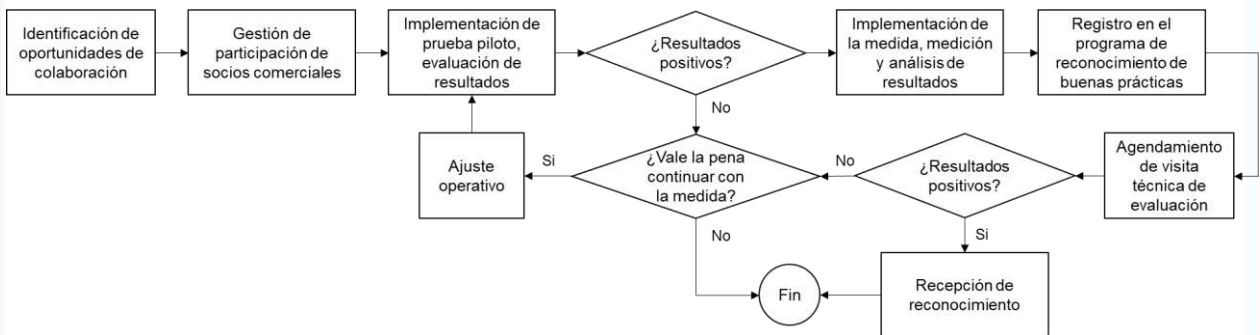 Identificación de
oportunidades de
colaboración
Gestión de
participación de
socios comerciales
Implementación de
prueba piloto,
evaluación de
resultados
¿Resultados
positivos?
Implementación de
la medida, medición
y análisis de
resultados
Registro en el
programa de
reconocimiento de
buenas prácticas
No
Ajuste
operativo
Si
¿Vale la pena
continuar con
la medida?
No
¿Resultados
positivos?
Agendamiento
de visita
técnica de
evaluación
No
Si
Fin
Recepción de
reconocimiento